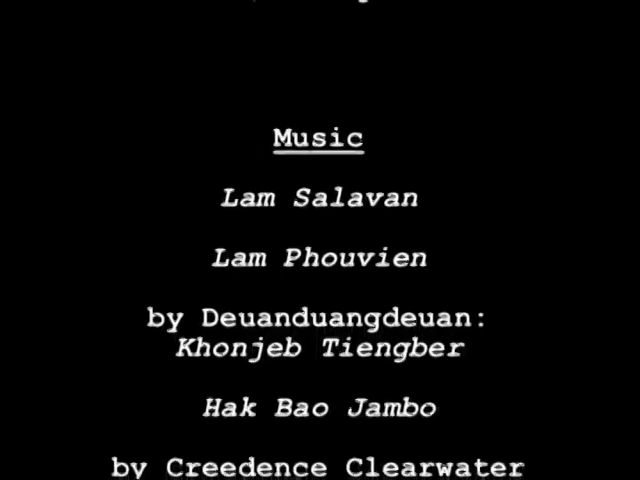 Music
Lam Salavan
Lam Phouvien
by Deuanduangdeuan:
Khonjeb Tiengber
Hak Bao Jambo
by Creedence Clearwater